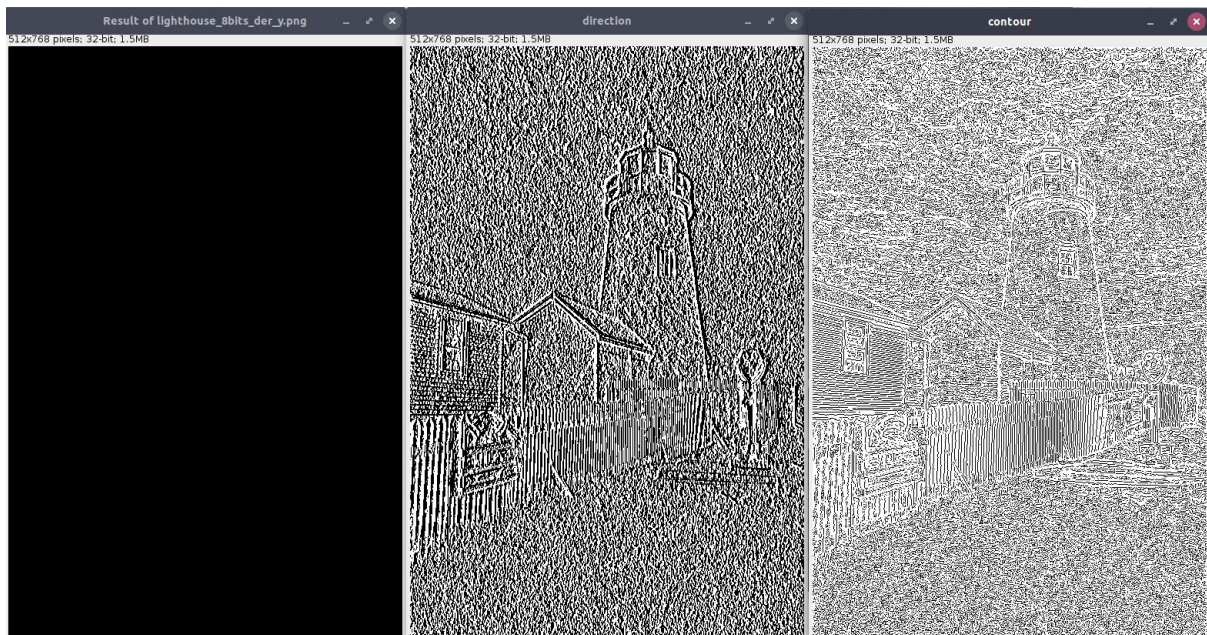 Result of lighthouse_8bits_der_y.png
512x768 pixels; 32-bit; 1.5MB
direction
512x768 pixels; 32-bit; 1.5MB
contour
512x768 pixels; 32-bit; 1.5MB